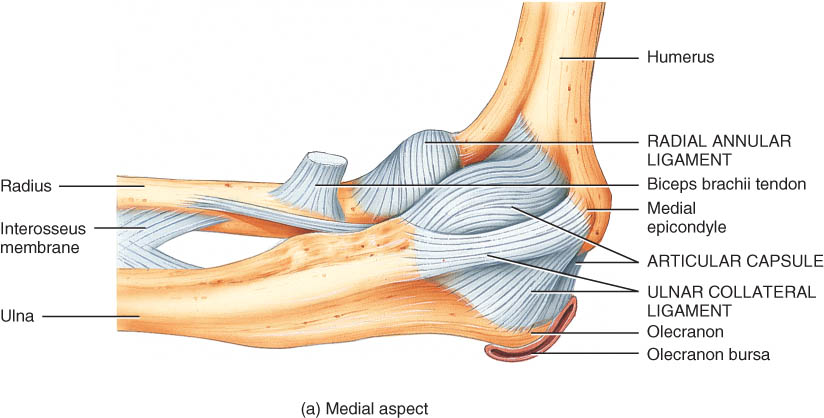 Humerus
RADIAL ANNULAR
LIGAMENT
Biceps brachii tendon
Radius
Medial
epicondyle
Interosseus
membrane
ARTICULAR CAPSULE
ULNAR COLLATERAL
LIGAMENT
Ulna
Olecranon
Olecranon bursa
(a) Medial aspect